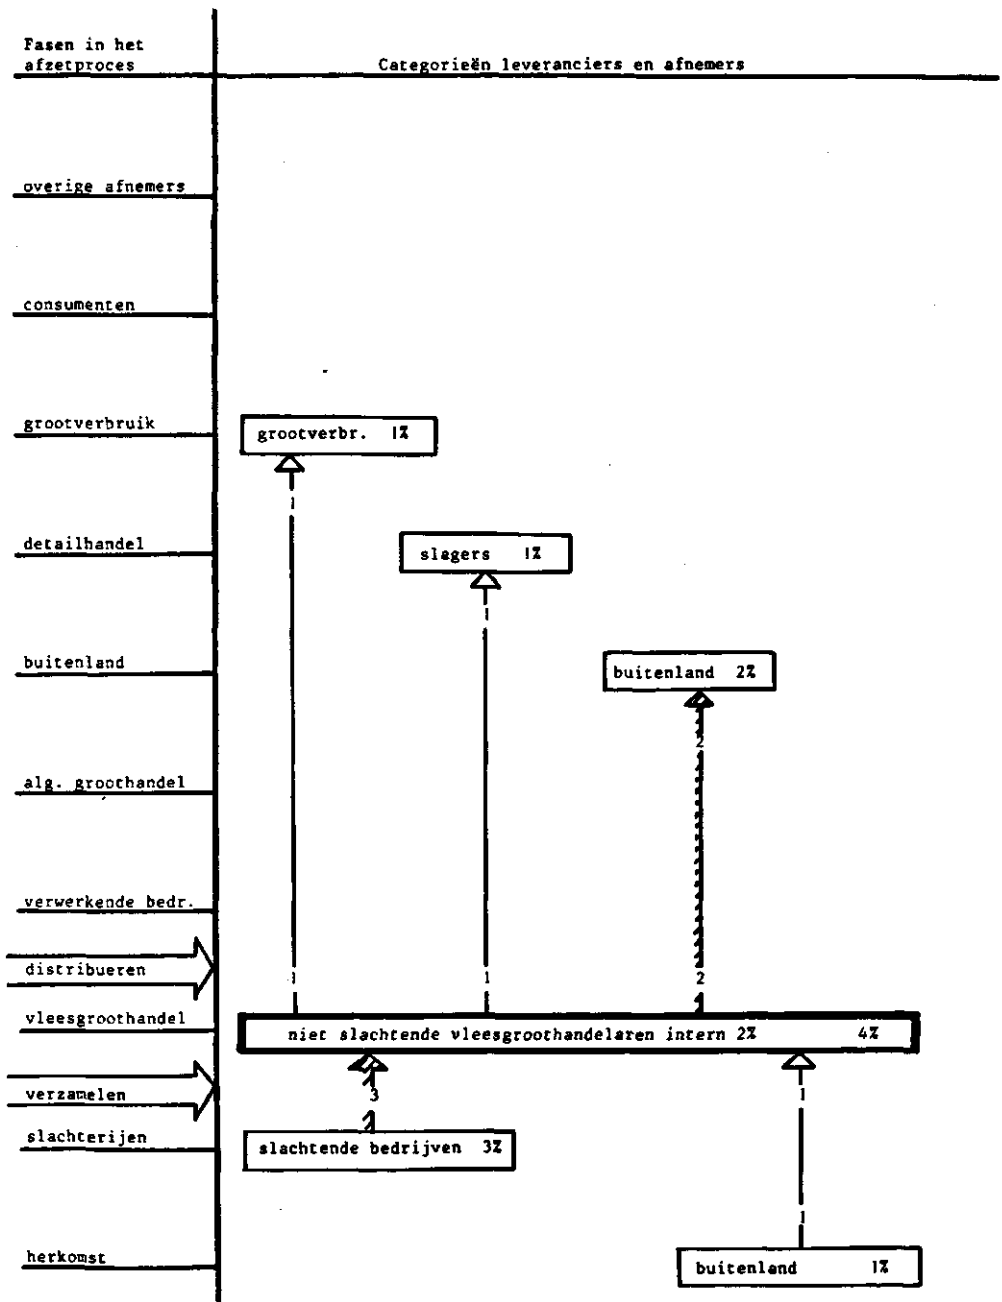 Fasen in het
afzetproces
Categorieën leveranciers en afnemers
overige afnemers
consumenten
grootverbruik
grootverbr. 1%
1
detailhandel
slagers 1%
1
buitenland
buitenland 2%
2
alg. groothandel
verwerkende bedr.
distribueren
1
1
2
vleesgroothandel
niet slachtende vleesgroothandelaren intern 2% 4%
verzamelen
3
1
slachterijen
slachtende bedrijven 3%
1
herkomst
buitenland 1%